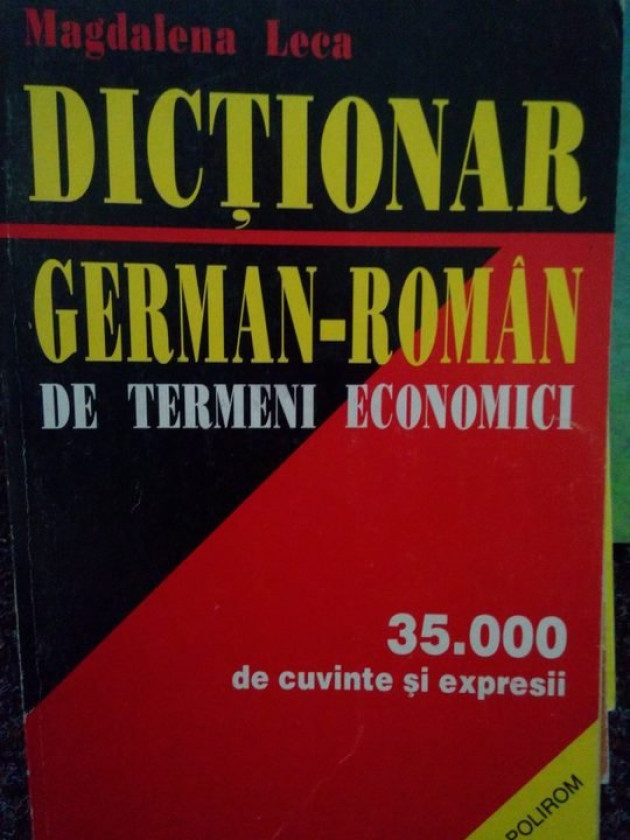 Magdalena Leca
DICȚIONAR
GERMAN-ROMÂN
DE TERMENI ECONOMICI
35.000
de cuvinte și expresii
POLIROM